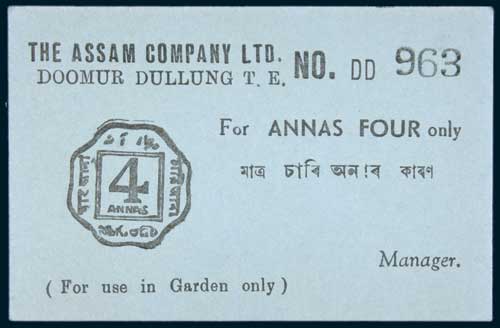 THE ASSAM COMPANY LTD.
DOOMUR DULLUNG T. E.
NO. DD 963
For ANNAS FOUR only
মাত্ৰ চাৰি অনাৰ কাৰণ
4
ANNAS
Manager.
( For use in Garden only )